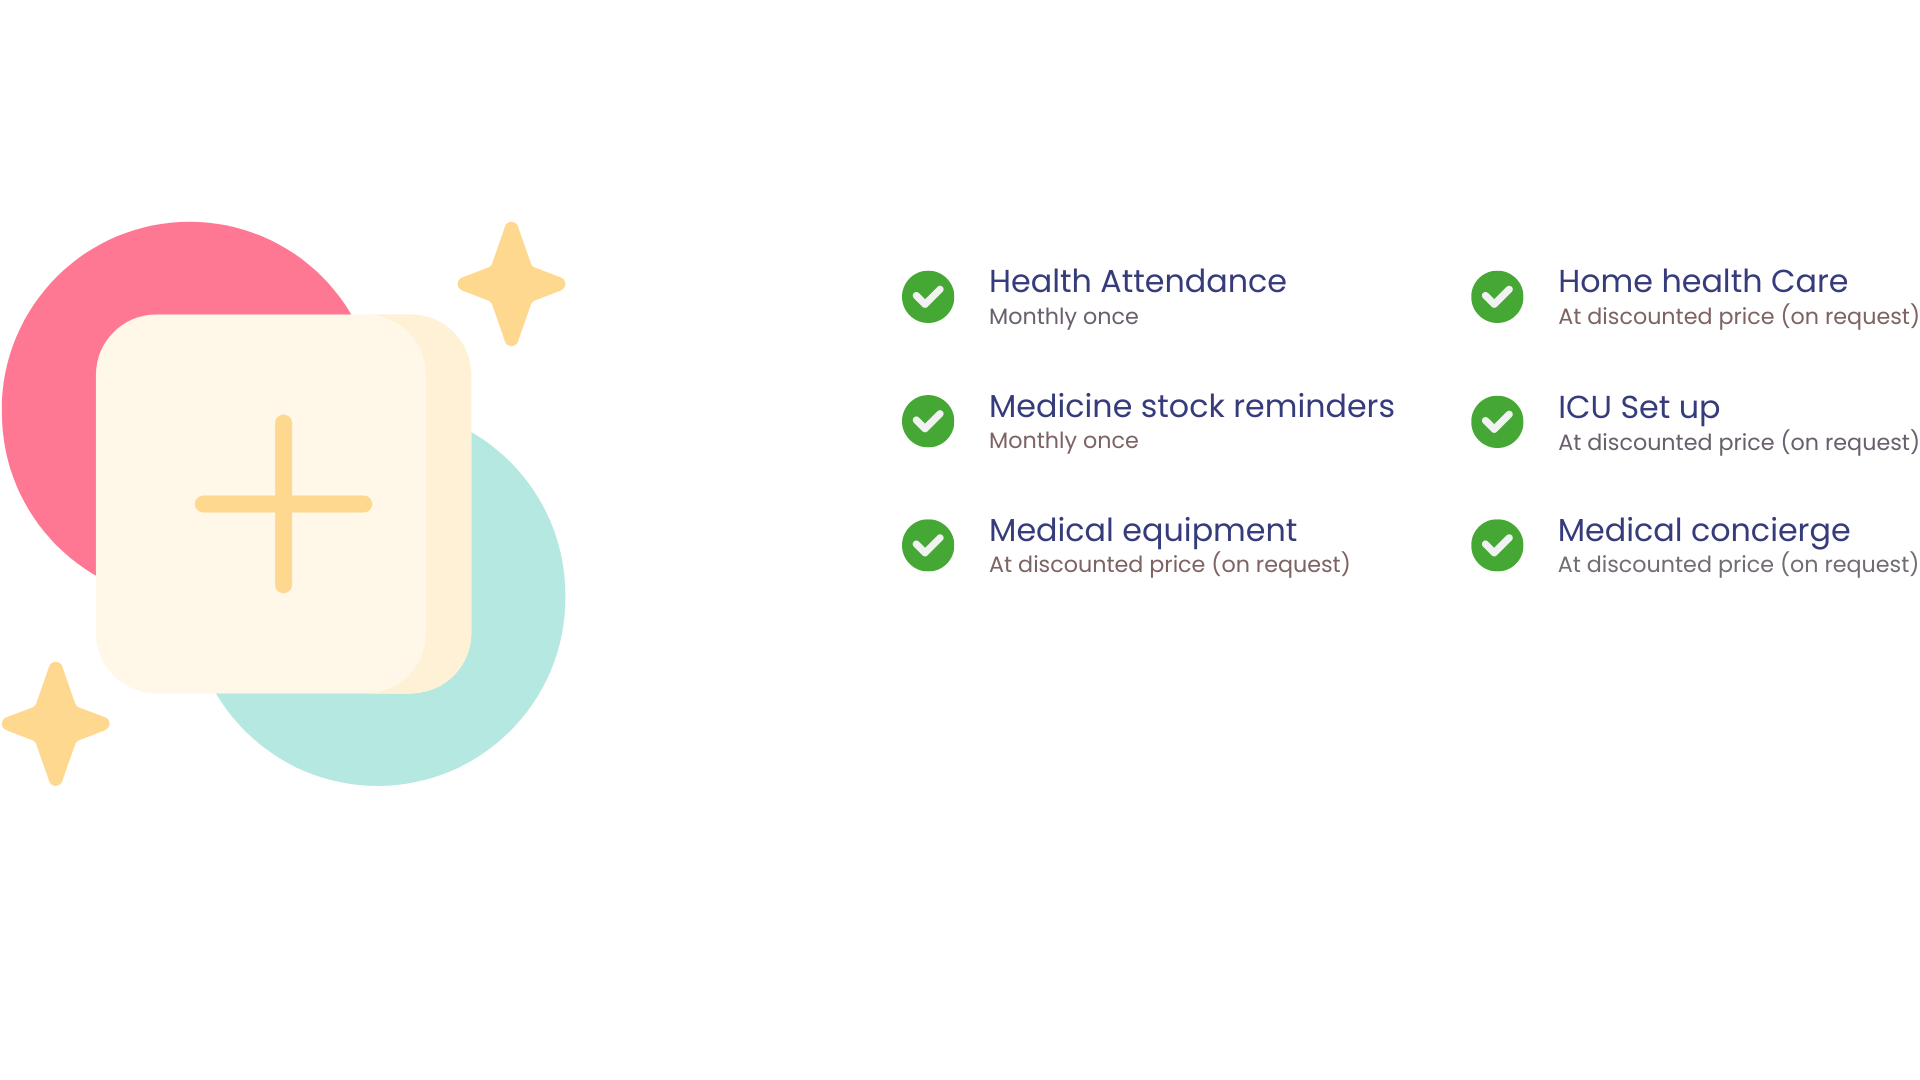 Health Attendance
Monthly once
Medicine stock reminders
Monthly once
Medical equipment
At discounted price (on request)
Home health Care
At discounted price (on request)
ICU Set up
At discounted price (on request)
Medical concierge
At discounted price (on request)